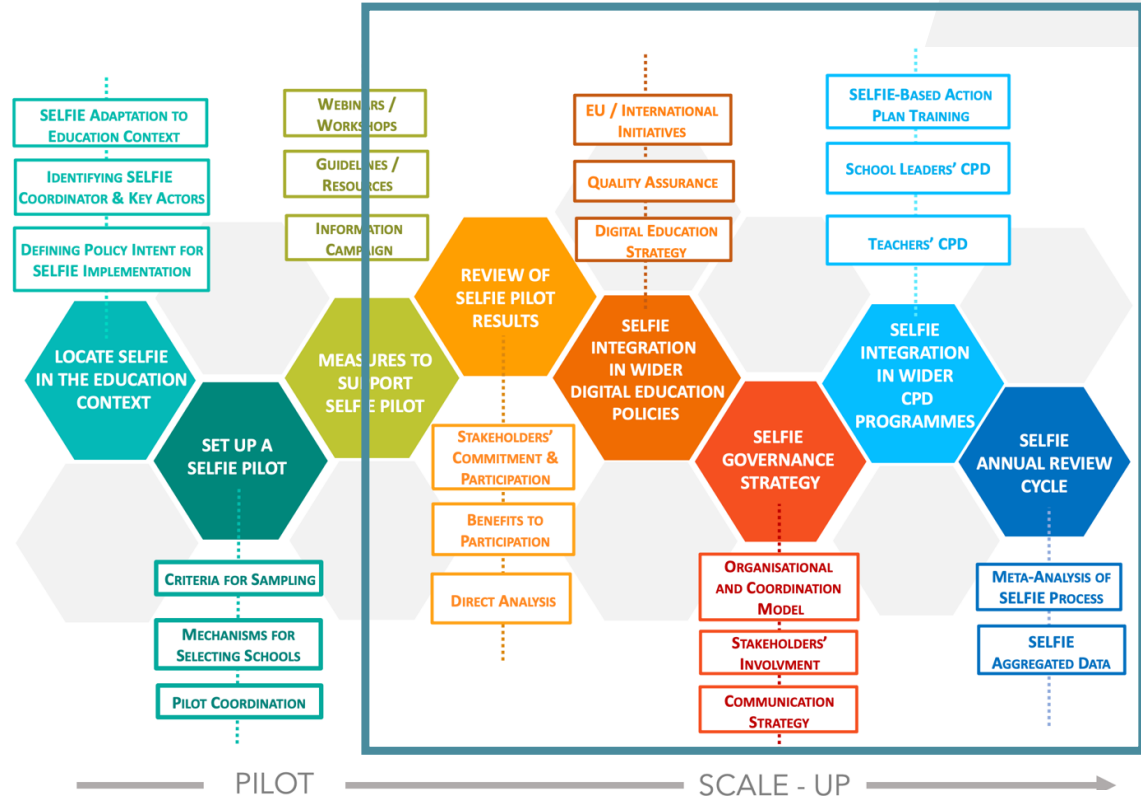 SELFIE ADAPTATION TO
EDUCATION CONTEXT
IDENTIFYING SELFIE
COORDINATOR & KEY ACTORS
DEFINING POLICY INTENT FOR
SELFIE IMPLEMENTATION
LOCATE SELFIE
IN THE EDUCATION
CONTEXT
SET UP A
SELFIE PILOT
CRITERIA FOR SAMPLING
MECHANISMS FOR
SELECTING SCHOOLS
PILOT COORDINATION
WEBINARS /
WORKSHOPS
GUIDELINES /
RESOURCES
INFORMATION
CAMPAIGN
MEASURES TO
SUPPORT
SELFIE PILOT
REVIEW OF
SELFIE PILOT
RESULTS
STAKEHOLDERS'
COMMITMENT &
PARTICIPATION
BENEFITS TO
PARTICIPATION
DIRECT ANALYSIS
EU / INTERNATIONAL
INITIATIVES
QUALITY ASSURANCE
DIGITAL EDUCATION
STRATEGY
SELFIE
INTEGRATION
IN WIDER
DIGITAL EDUCATION
POLICIES
SELFIE
GOVERNANCE
STRATEGY
ORGANISATIONAL
AND COORDINATION
MODEL
STAKEHOLDERS'
INVOLVMENT
COMMUNICATION
STRATEGY
SELFIE-BASED ACTION
PLAN TRAINING
SCHOOL LEADERS' CPD
TEACHERS' CPD
SELFIE
INTEGRATION
IN WIDER
CPD
PROGRAMMES
SELFIE
ANNUAL REVIEW
CYCLE
META-ANALYSIS OF
SELFIE PROCESS
SELFIE
AGGREGATED DATA
PILOT
SCALE - UP